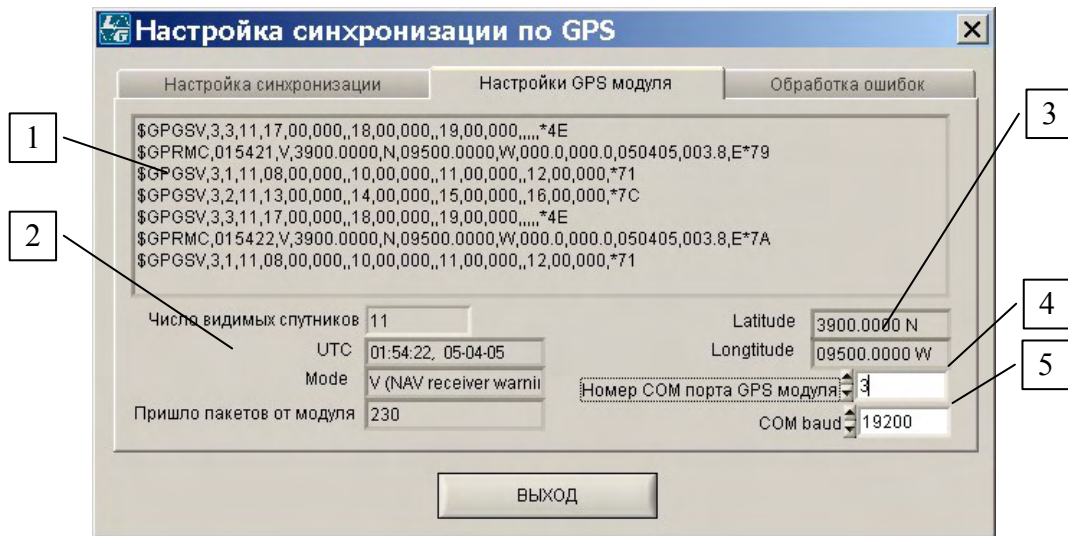 Настройка синхронизации по GPS
Настройка синхронизации
Настройки GPS модуля
Обработка ошибок
$GPGSV,3,3,11,17,00,000,,18,00,000,,19,00,000,,,,,*4E
$GPRMC,015421,V,3900.0000,N,09500.0000,W,000.0,000.0,050405,003.8,E*79
$GPGSV,3,1,11,08,00,000,,10,00,000,,11,00,000,,12,00,000,*71
$GPGSV,3,2,11,13,00,000,,14,00,000,,15,00,000,,16,00,000,*7C
$GPGSV,3,3,11,17,00,000,,18,00,000,,19,00,000,,,,,*4E
$GPRMC,015422,V,3900.0000,N,09500.0000,W,000.0,000.0,050405,003.8,E*7A
$GPGSV,3,1,11,08,00,000,,10,00,000,,11,00,000,,12,00,000,*71
1
2
3
4
5
Число видимых спутников 11
UTC 01:54:22, 05-04-05
Mode V (NAV receiver warnin
Пришло пакетов от модуля 230
Latitude 3900.0000 N
Longtitude 09500.0000 W
Номер COM порта GPS модуля 3
COM baud 19200
ВЫХОД